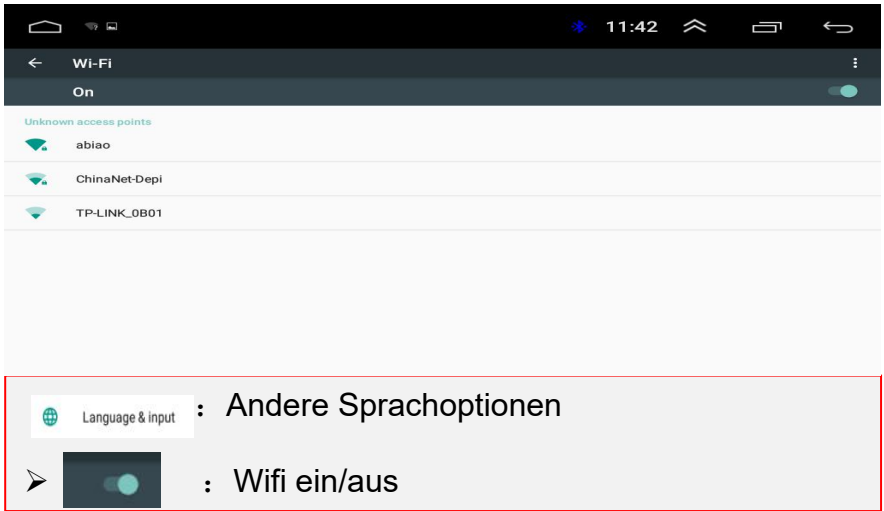 11:42
Wi-Fi
On
Unknown access points
abiao
ChinaNet-Depi
TP-LINK_0B01
Language & input ：Andere Sprachoptionen
➢ ：Wifi ein/aus